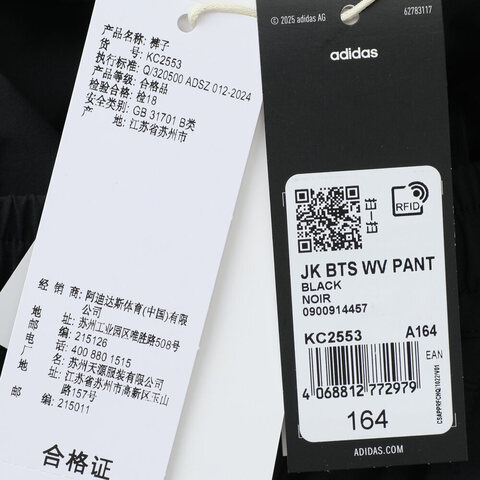 产品名称: 裤子
货 号: KC2553
执行标准: Q/320500 ADSZ 012-2024
产品等级: 合格品
检验合格: 检18
安全类别: GB 31701 B类
产 地: 江苏省苏州市
经 销 商: 阿迪达斯体育(中国)有限
公司
地 址: 苏州工业园区唯胜路508号
邮 编: 215126
电 话: 400 880 1515
厂 名: 苏州天源服装有限公司
地 址: 江苏省苏州市高新区玉山
路157号
邮 编: 215011
合格证
© 2025 adidas AG
62783117
adidas
RFID
JK BTS WV PANT
BLACK
NOIR
0900914457
KC2553 A164
EAN
4 068812 772979
CSAPPRFCHQ1022V01
164
ADIDAS.COM